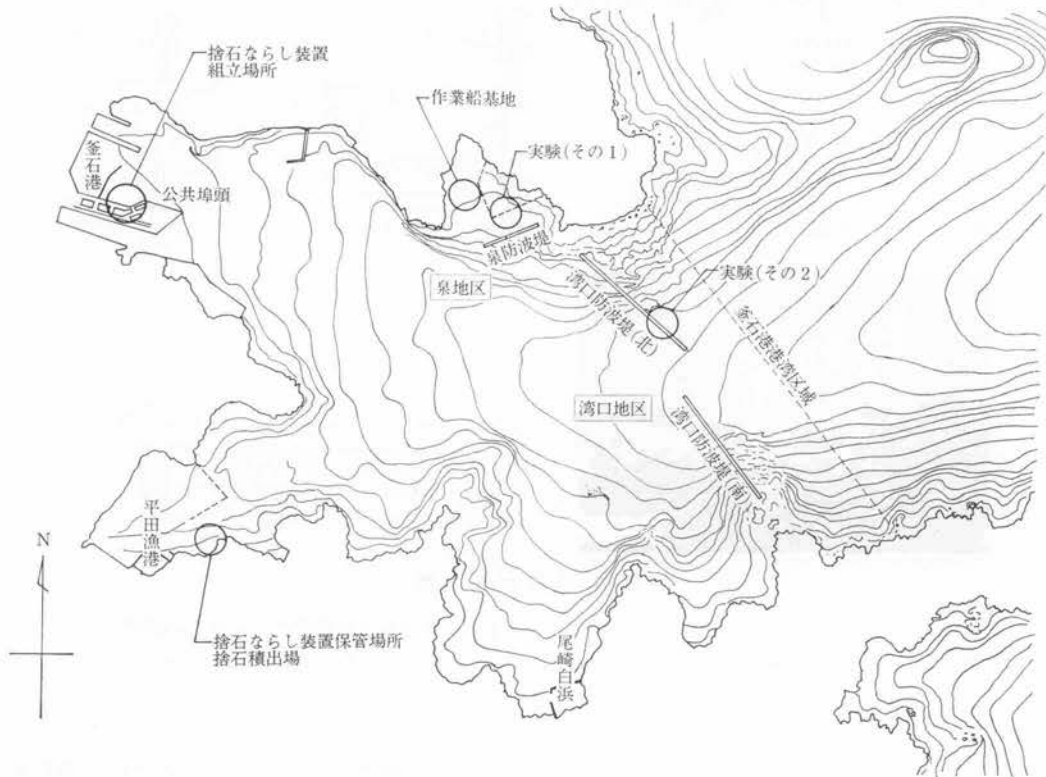 捨石ならし装置
組立場所
作業船基地
実験(その1)
釜石港
公共埠頭
泉防波堤
泉地区
湾口防波堤(北)
実験(その2)
釜石港港湾区域
湾口地区
湾口防波堤(南)
平田漁港
N
捨石ならし装置保管場所
捨石積出場
尾崎白浜